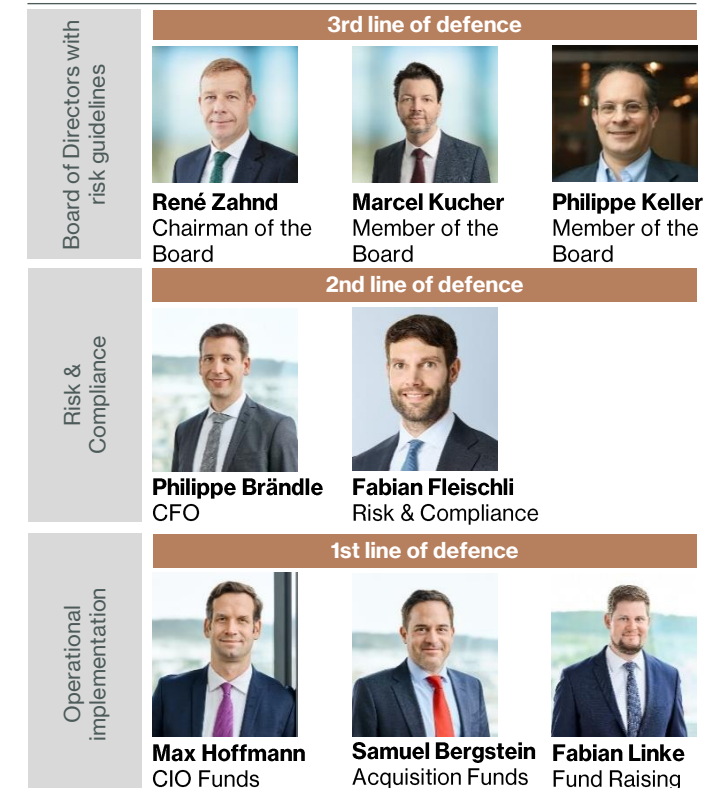 3rd line of defence
Board of Directors with
risk guidelines
René Zahnd
Chairman of the
Board
Marcel Kucher
Member of the
Board
Philippe Keller
Member of the
Board
2nd line of defence
Risk &
Compliance
Philippe Brändle
CFO
Fabian Fleischli
Risk & Compliance
1st line of defence
Operational
implementation
Max Hoffmann
CIO Funds
Samuel Bergstein
Acquisition Funds
Fabian Linke
Fund Raising